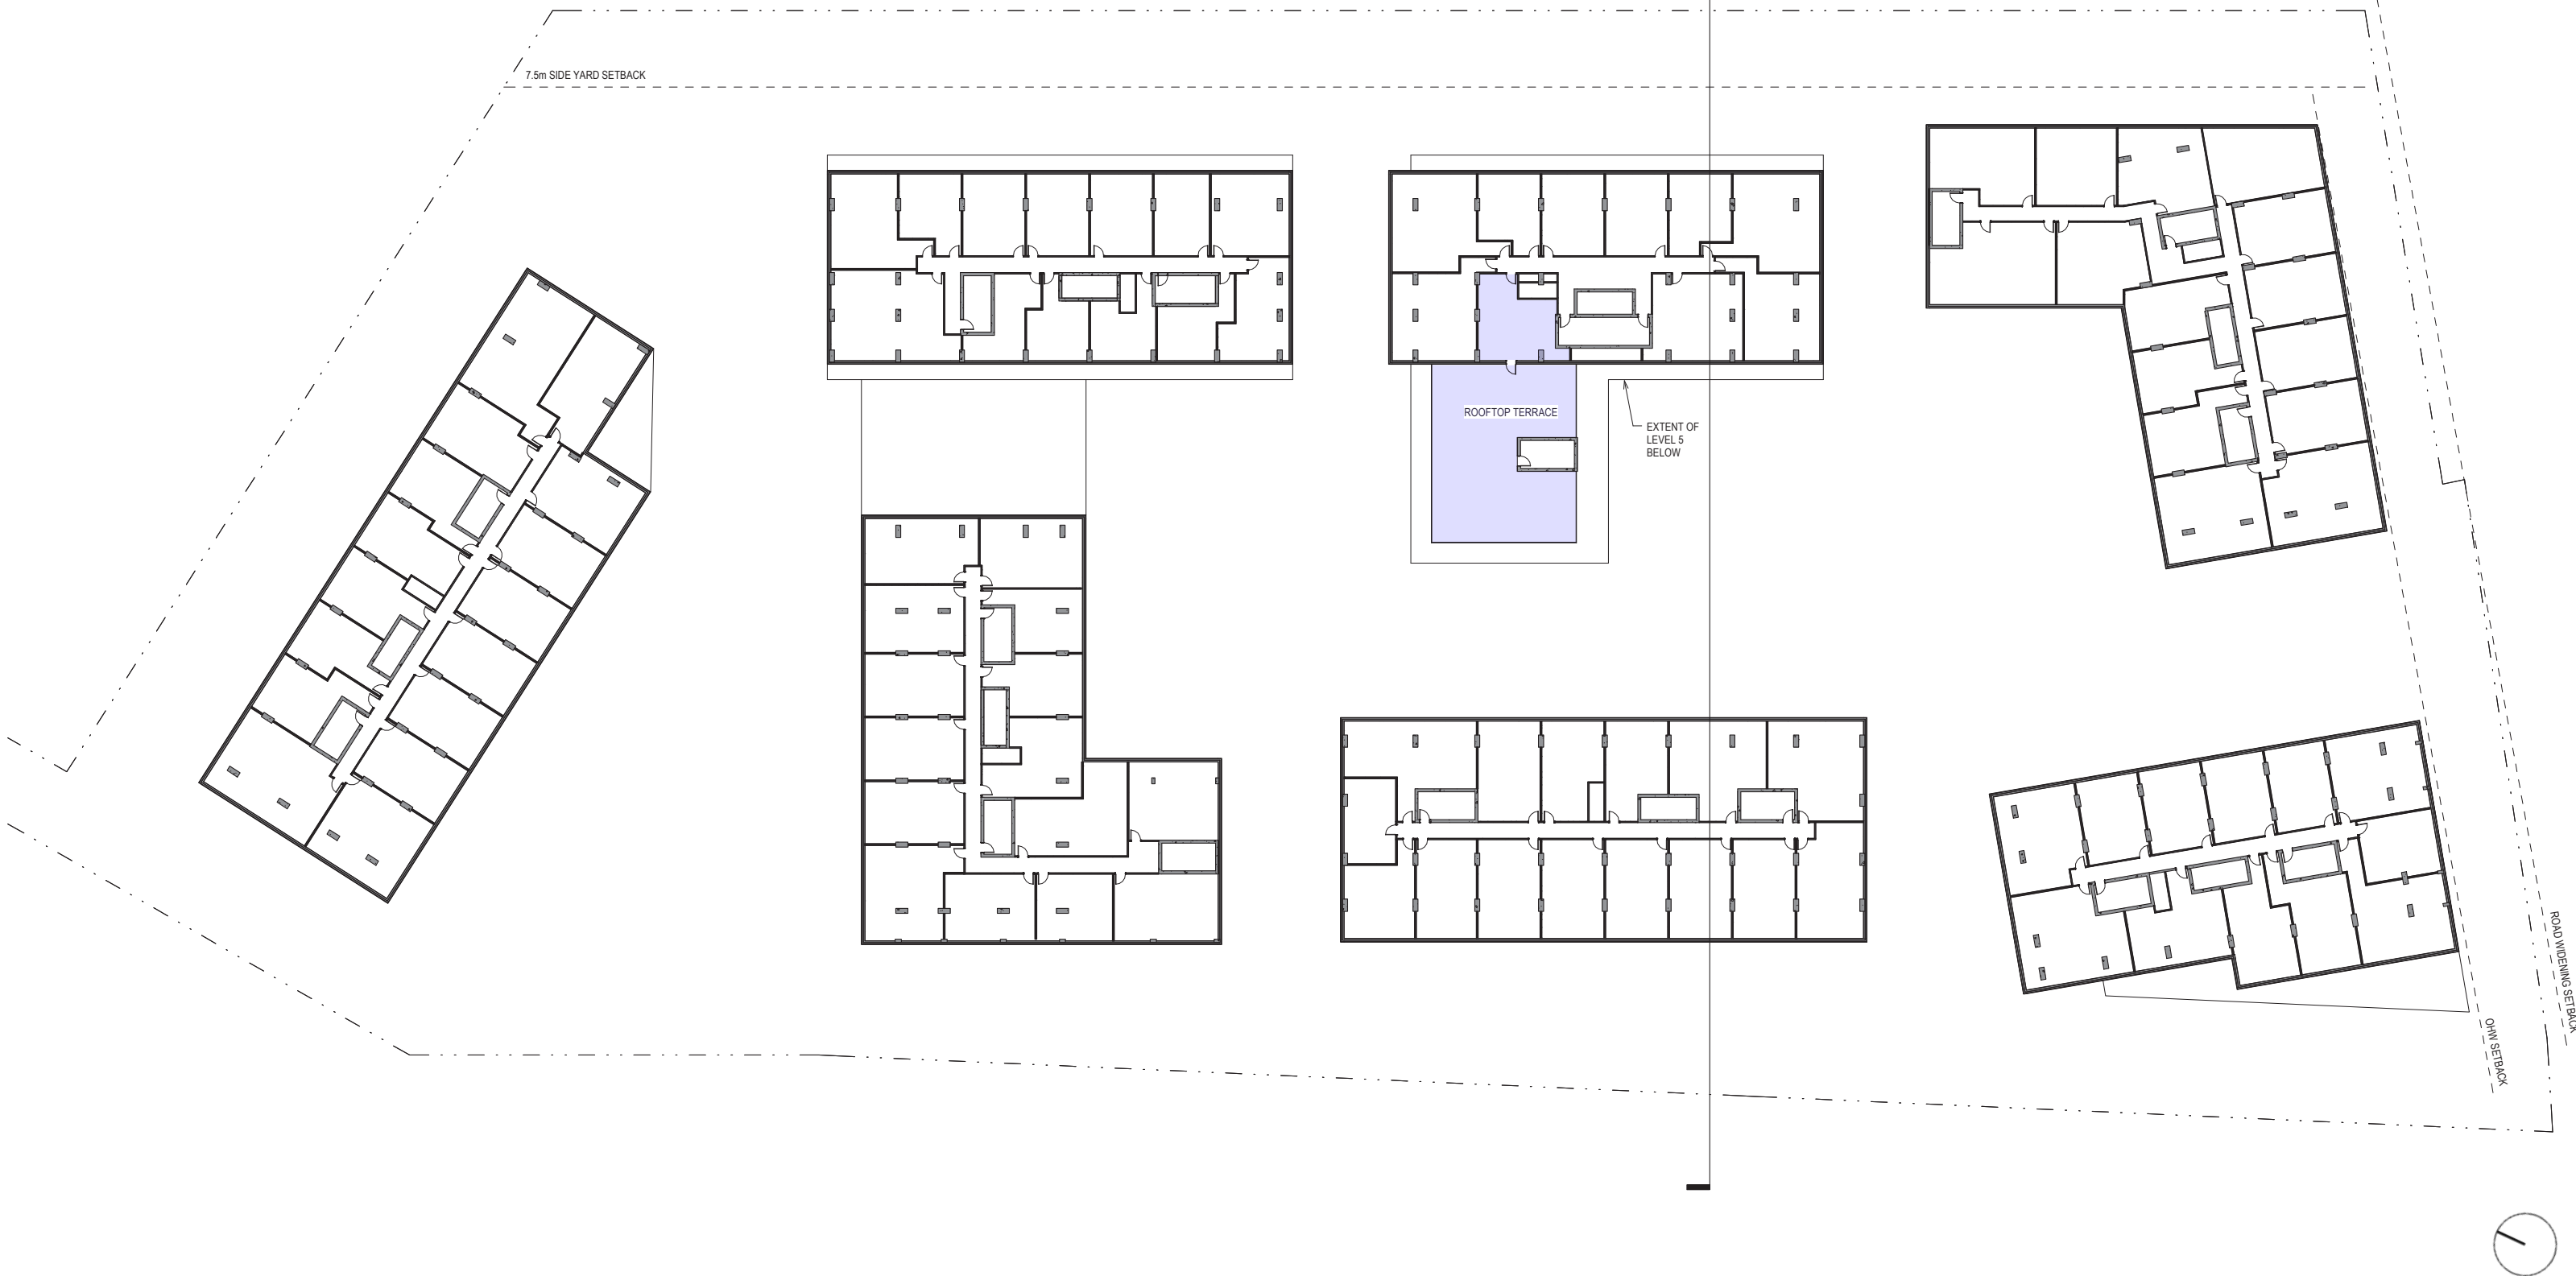 7.5m SIDE YARD SETBACK
ROOFTOP TERRACE
EXTENT OF
LEVEL 5
BELOW
ROAD WIDENING SETBACK
OHW SETBACK